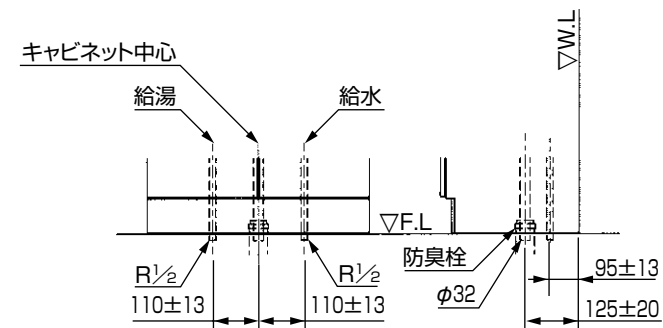 ▽W.L
キャビネット中心
給湯
給水
▽F.L
防臭栓
R½
R½
φ32
95±13
110±13
110±13
125±20